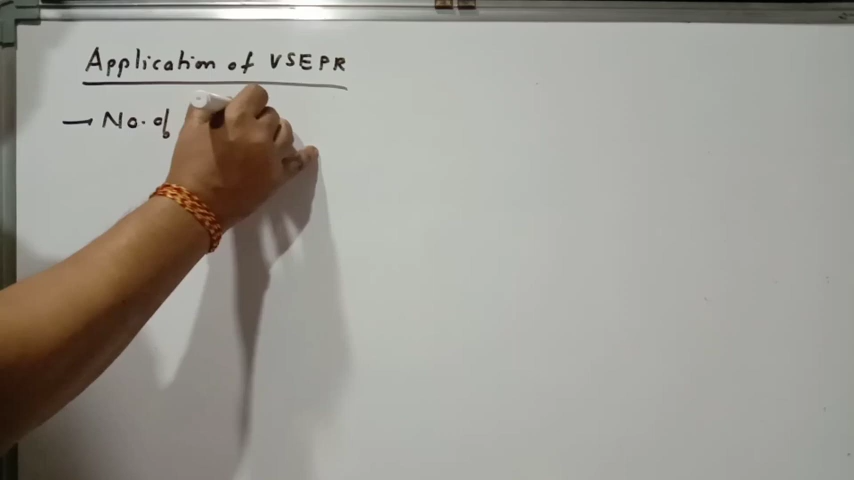 Application of VSEPR
→ No. of